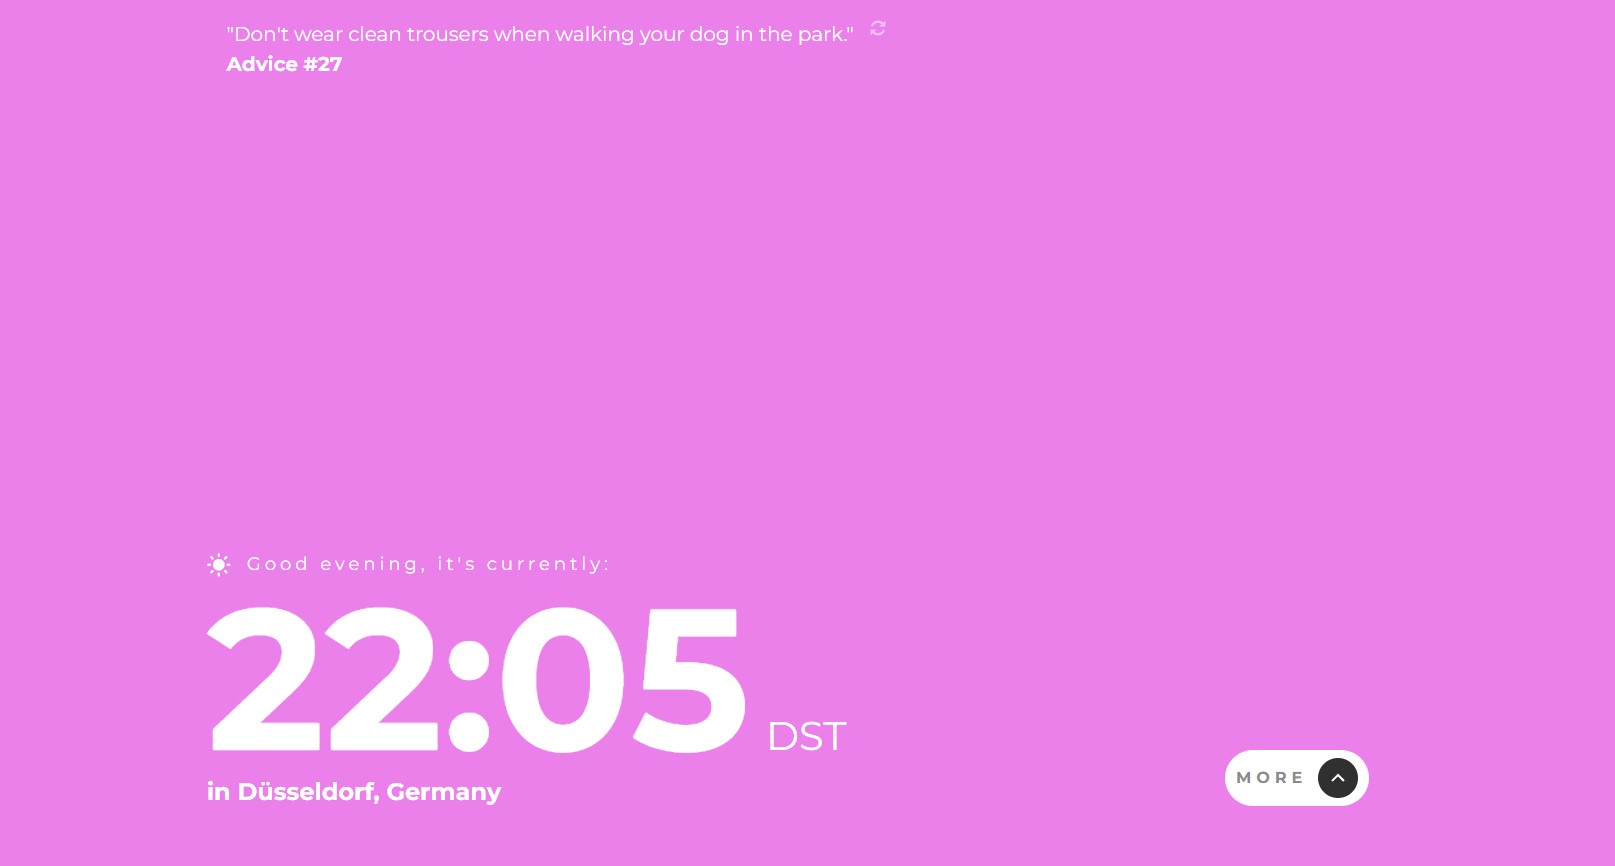 "Don't wear clean trousers when walking your dog in the park."
Advice #27
Good evening, it's currently:
22:05 DST
in Düsseldorf, Germany
MORE